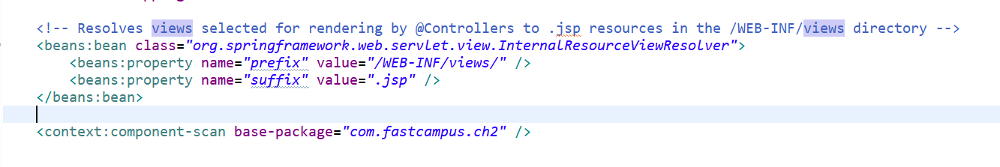 <!-- Resolves views selected for rendering by @Controllers to .jsp resources in the /WEB-INF/views directory -->
<beans:bean class="org.springframework.web.servlet.view.InternalResourceViewResolver">
<beans:property name="prefix" value="/WEB-INF/views/" />
<beans:property name="suffix" value=".jsp" />
</beans:bean>
<context:component-scan base-package="com.fastcampus.ch2" />